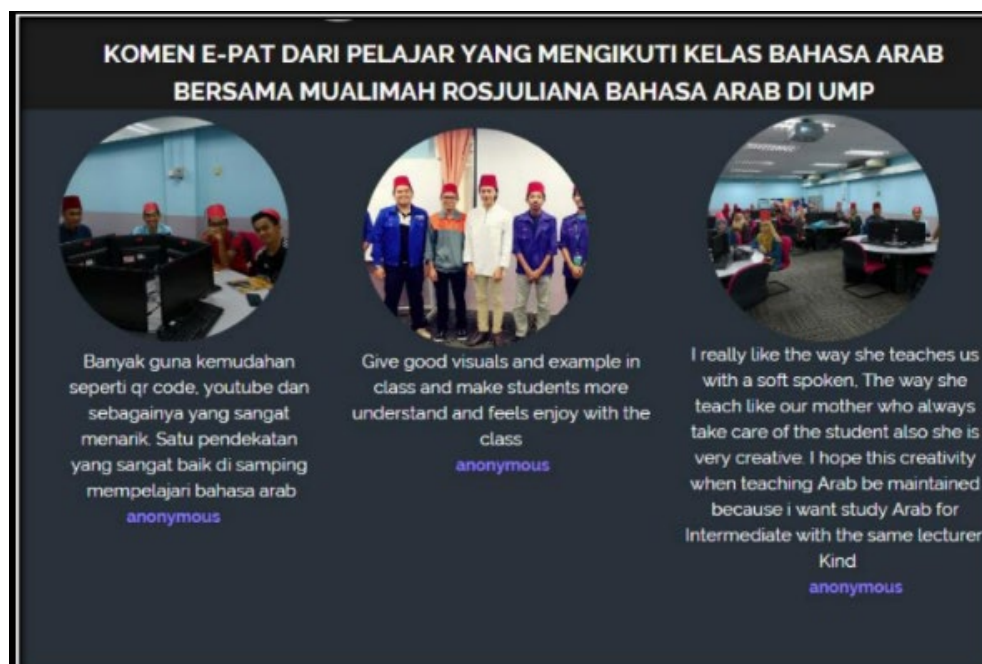 KOMEN E-PAT DARI PELAJAR YANG MENGIKUTI KELAS BAHASA ARAB
BERSAMA MUALIMAH ROSJULIANA BAHASA ARAB DI UMP
Banyak guna kemudahan
seperti qr code, youtube dan
sebagainya yang sangat
menarik. Satu pendekatan
yang sangat baik di samping
mempelajari bahasa arab
anonymous
Give good visuals and example in
class and make students more
understand and feels enjoy with the
class
anonymous
I really like the way she teaches us
with a soft spoken, The way she
teach like our mother who always
take care of the student also she is
very creative. I hope this creativity
when teaching Arab be maintained
because i want study Arab for
Intermediate with the same lecturer.
Kind
anonymous